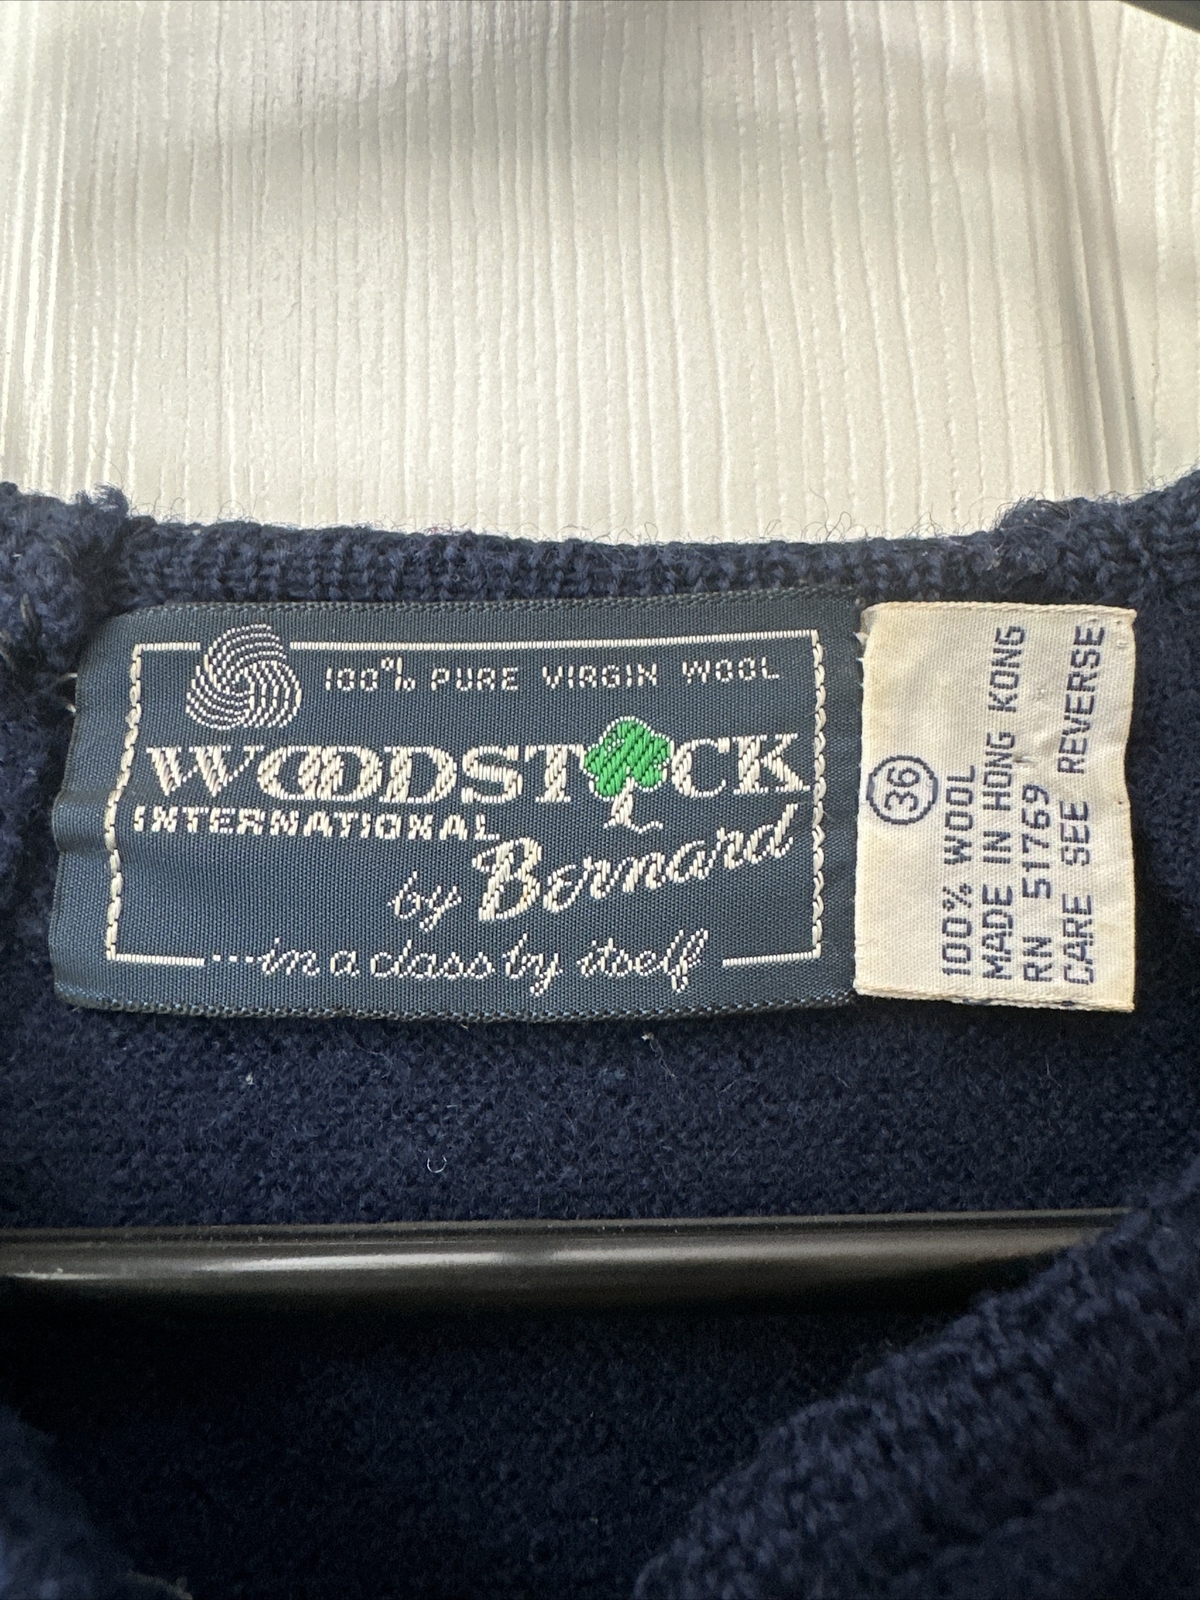 100% PURE VIRGIN WOOL
WOODSTOCK
INTERNATIONAL
by Bernard
...in a class by itself
36
100% WOOL
MADE IN HONG KONG
RN 51769
CARE SEE REVERSE